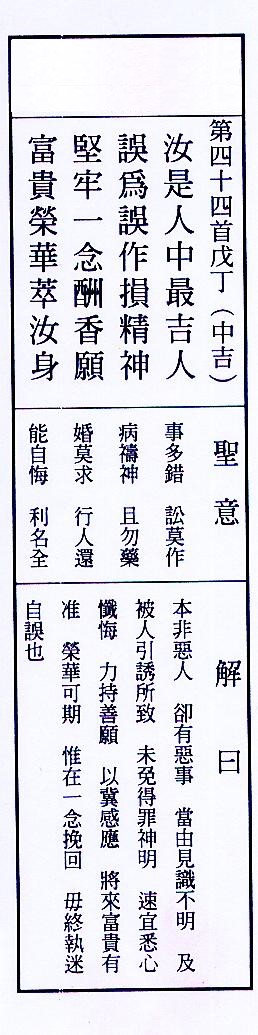 第四十四首戊丁（中吉）
汝是人中最吉人
誤爲誤作損精神
堅牢一念酬香願
富貴榮華萃汝身
聖意
事多錯 訟莫作
病禱神 且勿藥
婚莫求 行人還
能自悔 利名全
解曰
本非惡人 卻有惡事 當由見識不明 及
被人引誘所致 未免得罪神明 速宜悉心
懺悔 力持善願 以冀感應 將來富貴有
准 榮華可期 惟在一念挽回 毋終執迷
自誤也